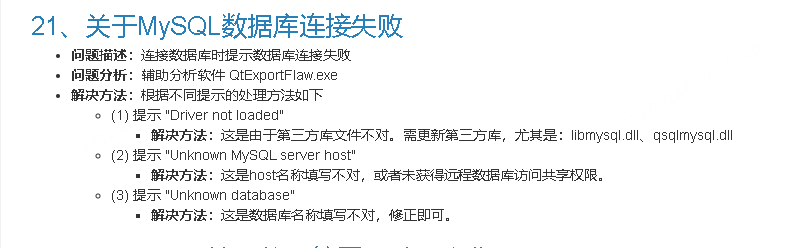 21、关于MySQL数据库连接失败
问题描述：连接数据库时提示数据库连接失败
问题分析：辅助分析软件 QtExportFlaw.exe
解决方法：根据不同提示的处理方法如下
(1) 提示 "Driver not loaded"
解决方法：这是由于第三方库文件不对。需更新第三方库，尤其是：libmysql.dll、qsqlmysql.dll
(2) 提示 "Unknown MySQL server host"
解决方法：这是host名称填写不对，或者未获得远程数据库访问共享权限。
(3) 提示 "Unknown database"
解决方法：这是数据库名称填写不对，修正即可。